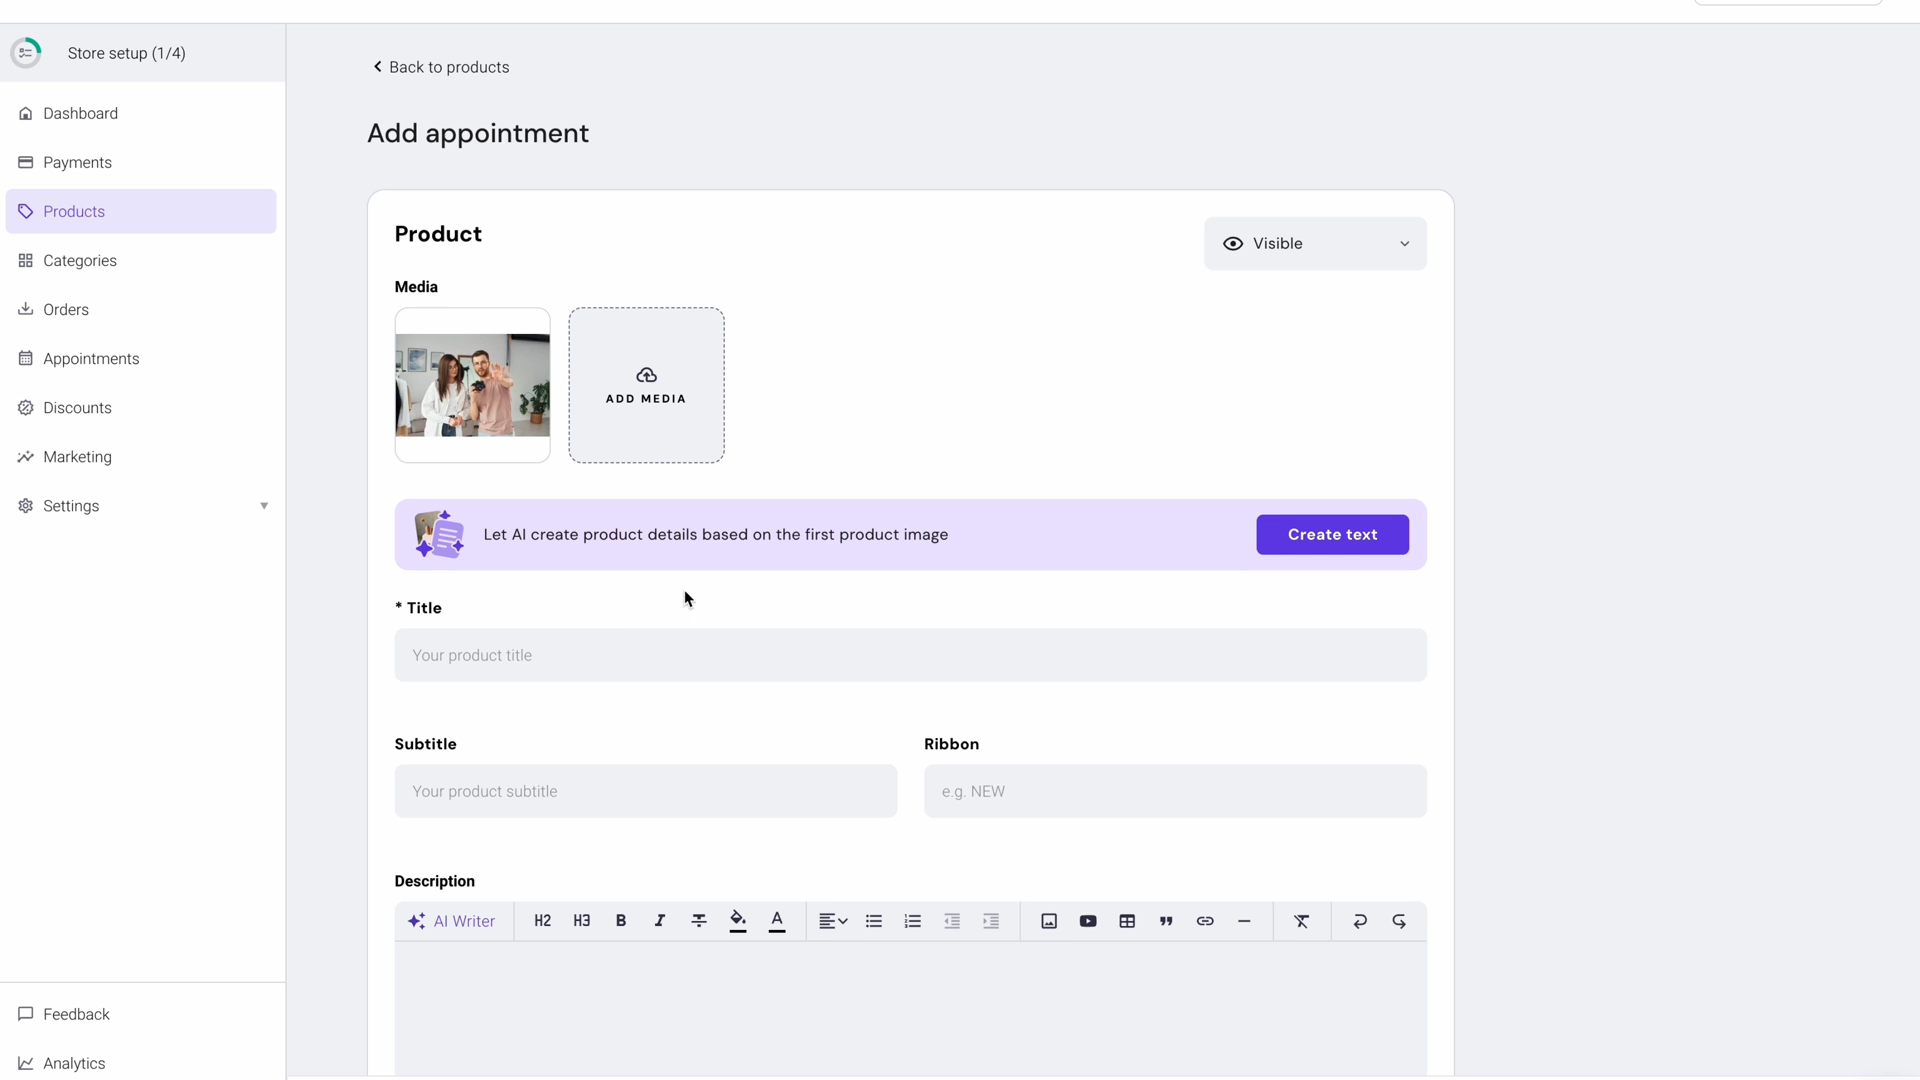 Store setup (1/4)
Dashboard
Payments
Products
Categories
Orders
Appointments
Discounts
Marketing
Settings
Feedback
Analytics
Back to products
Add appointment
Product
Visible
Media
ADD MEDIA
Let AI create product details based on the first product image
Create text
* Title
Your product title
Subtitle
Ribbon
Your product subtitle
e.g. NEW
Description
AI Writer H2 H3 B I T A